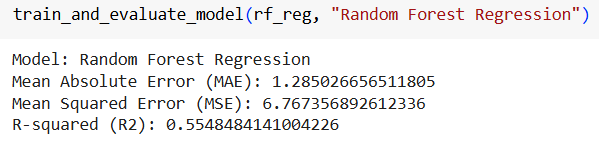 train_and_evaluate_model(rf_reg, "Random Forest Regression")
Model: Random Forest Regression
Mean Absolute Error (MAE): 1.285026656511805
Mean Squared Error (MSE): 6.767356892612336
R-squared (R2): 0.5548484141004226